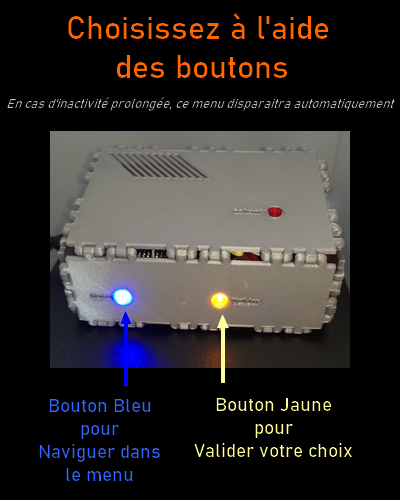 Choisissez à l'aide
des boutons
En cas d'inactivité prolongée, ce menu disparaitra automatiquement
Bouton Bleu
pour
Naviguer dans
le menu
Bouton Jaune
pour
Valider votre choix